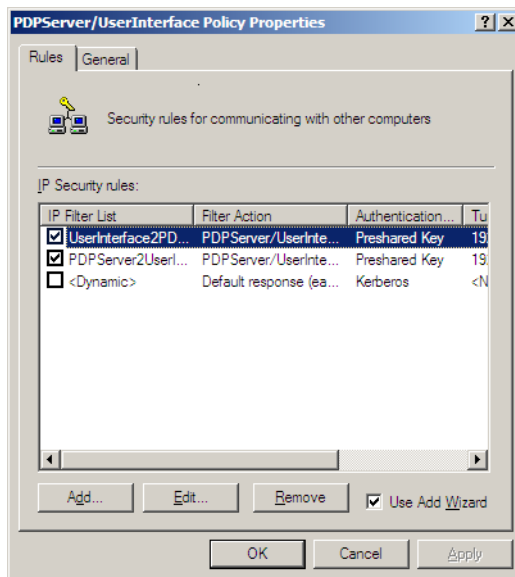 PDPServer/UserInterface Policy Properties
Rules General
Security rules for communicating with other computers
IP Security rules:
IP Filter List Filter Action Authentication... Tu
UserInterface2PD... PDPServer/UserInte... Preshared Key 19
PDPServer2UserI... PDPServer/UserInte... Preshared Key 19
<Dynamic> Default response (ea... Kerberos <N
Add... Edit... Remove Use Add Wizard
OK Cancel Apply